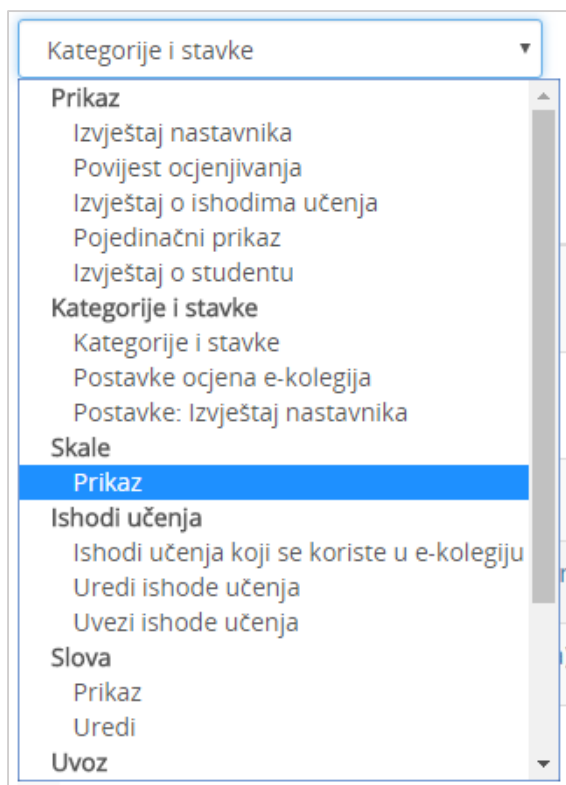 Kategorije i stavke
Prikaz
Izvještaj nastavnika
Povijest ocjenjivanja
Izvještaj o ishodima učenja
Pojedinačni prikaz
Izvještaj o studentu
Kategorije i stavke
Kategorije i stavke
Postavke ocjena e-kolegija
Postavke: Izvještaj nastavnika
Skale
Prikaz
Ishodi učenja
Ishodi učenja koji se koriste u e-kolegiju
Uredi ishode učenja
Uvezi ishode učenja
Slova
Prikaz
Uredi
Uvoz